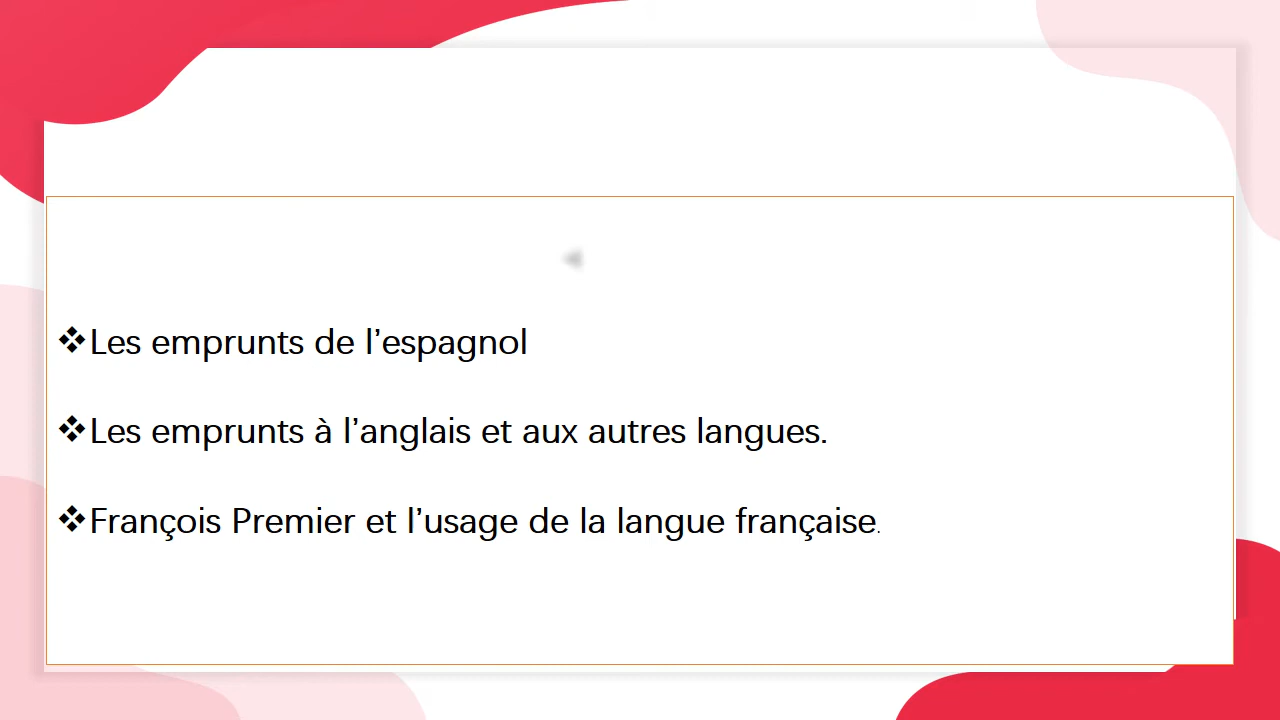 ❖Les emprunts de l’espagnol
❖Les emprunts à l’anglais et aux autres langues.
❖François Premier et l’usage de la langue française.